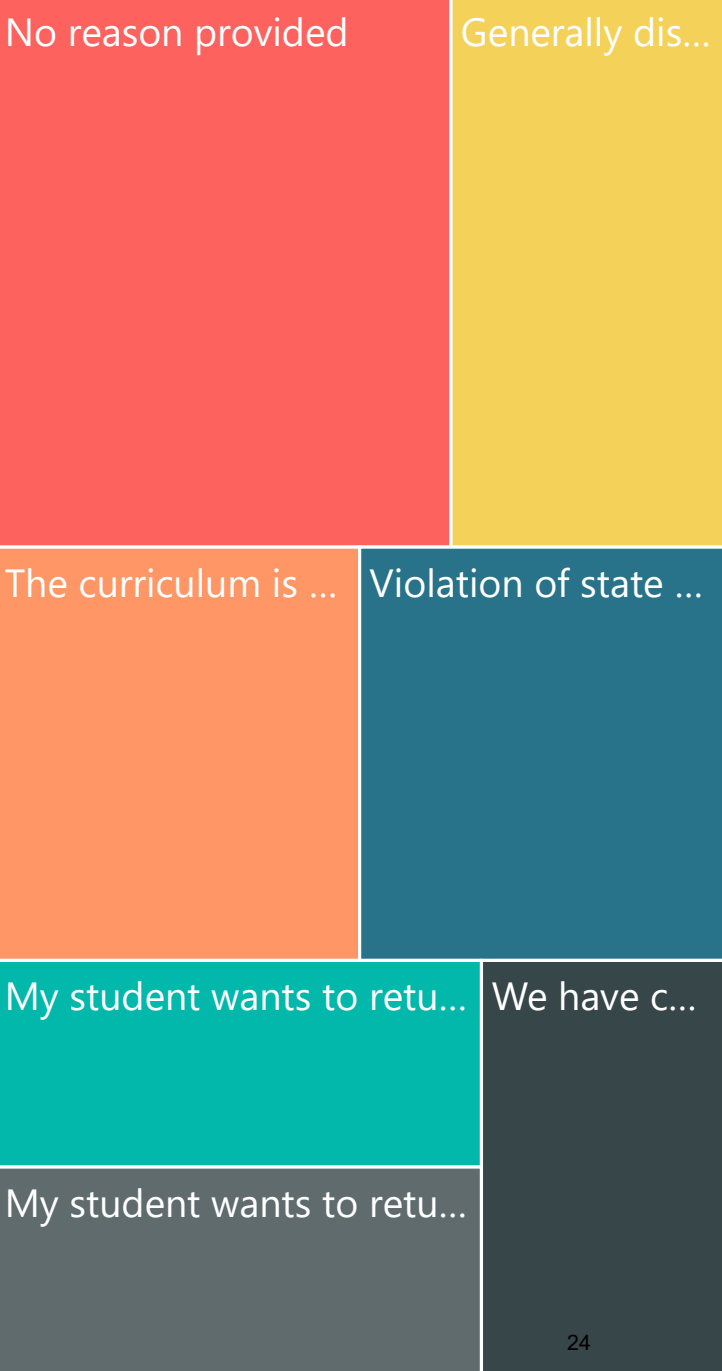 No reason provided
Generally dis...
The curriculum is ...
Violation of state ...
My student wants to retu...
We have c...
My student wants to retu...
24